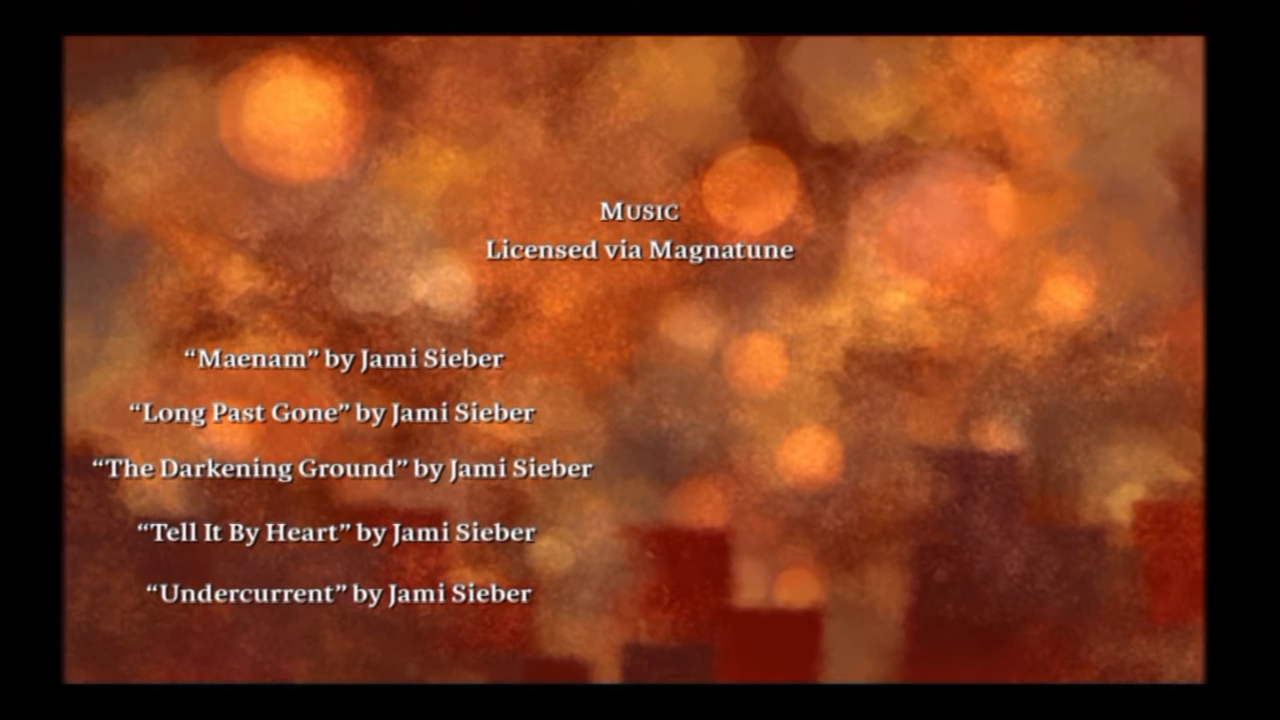 MUSIC
Licensed via Magnatune
“Maenam” by Jami Sieber
“Long Past Gone” by Jami Sieber
“The Darkening Ground” by Jami Sieber
“Tell It By Heart” by Jami Sieber
“Undercurrent” by Jami Sieber